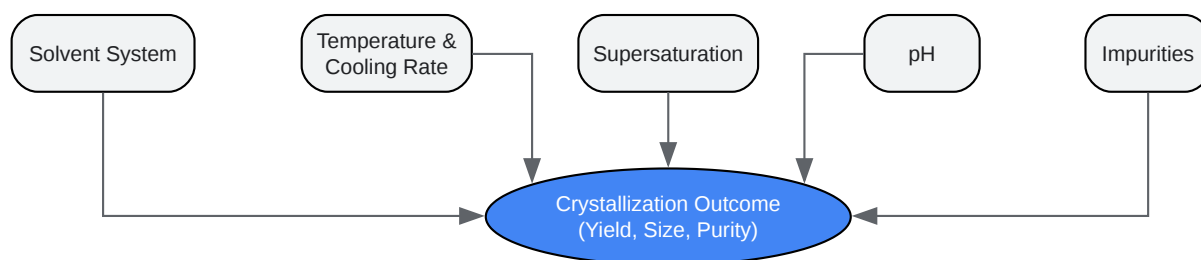 Solvent System
Temperature &
Cooling Rate
Supersaturation
pH
Impurities
Crystallization Outcome
(Yield, Size, Purity)